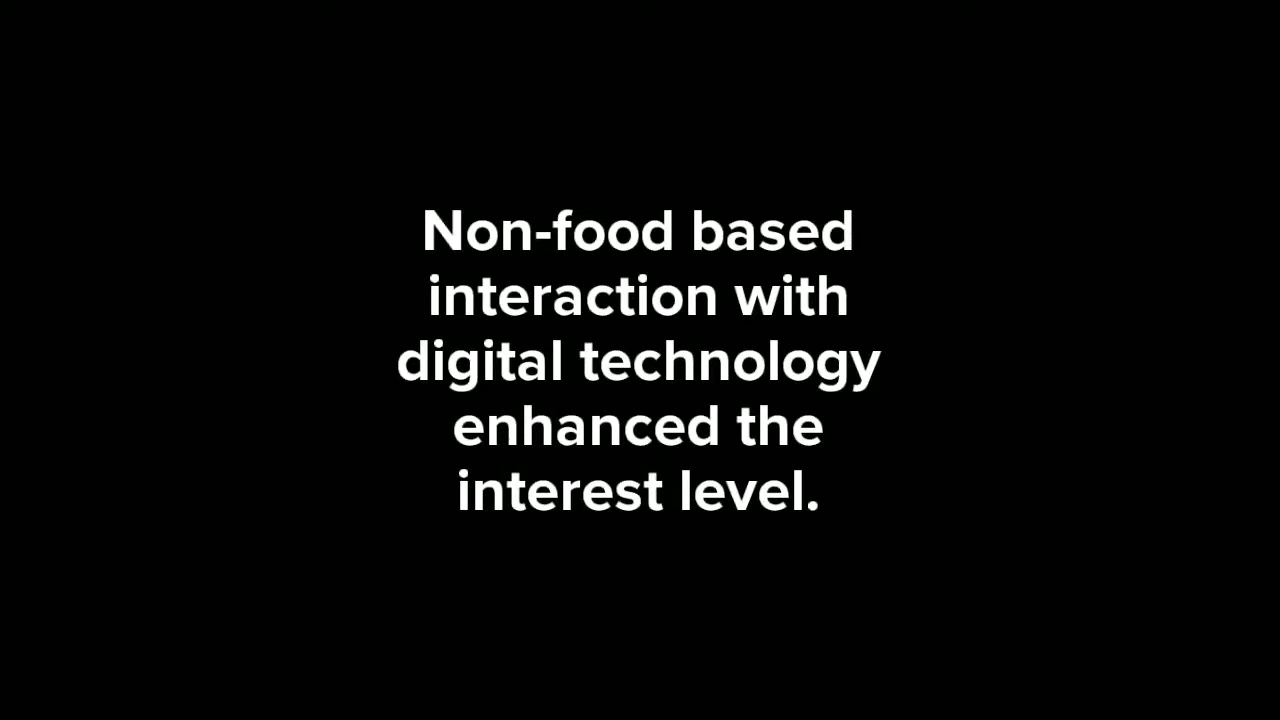 Non-food based
interaction with
digital technology
enhanced the
interest level.